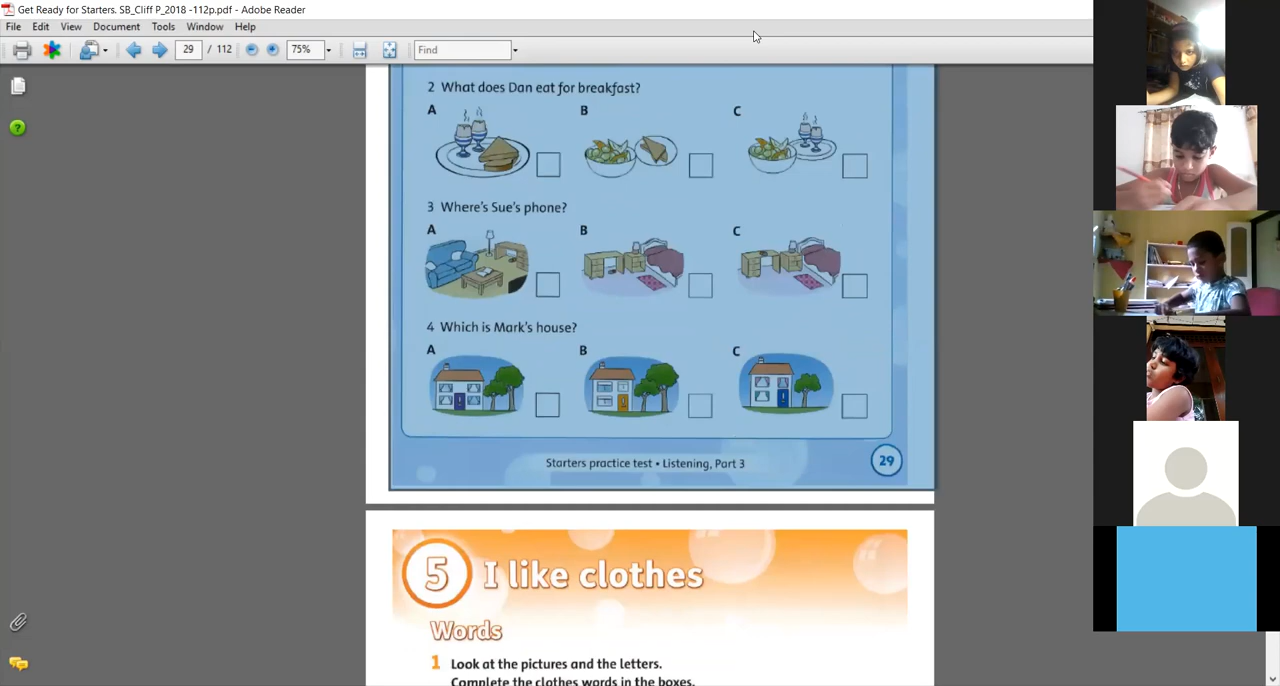 Get Ready for Starters. SB_Cliff P_2018 -112p.pdf - Adobe Reader
File Edit View Document Tools Window Help
29 / 112 75% Find
2 What does Dan eat for breakfast?
A B C
3 Where's Sue's phone?
A B C
4 Which is Mark's house?
A B C
Starters practice test • Listening, Part 3
29
5 I like clothes
Words
1 Look at the pictures and the letters.
Complete the clothes words in the boxes.